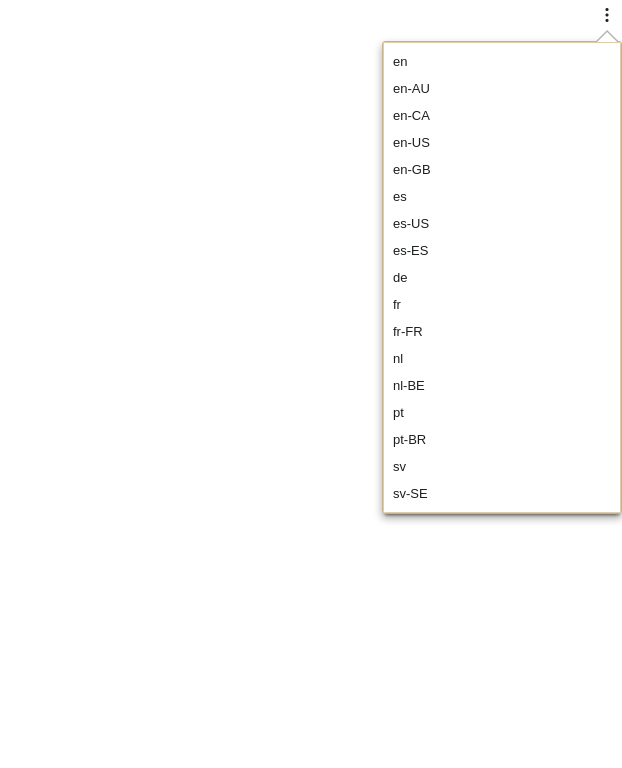 en
en-AU
en-CA
en-US
en-GB
es
es-US
es-ES
de
fr
fr-FR
nl
nl-BE
pt
pt-BR
sv
sv-SE